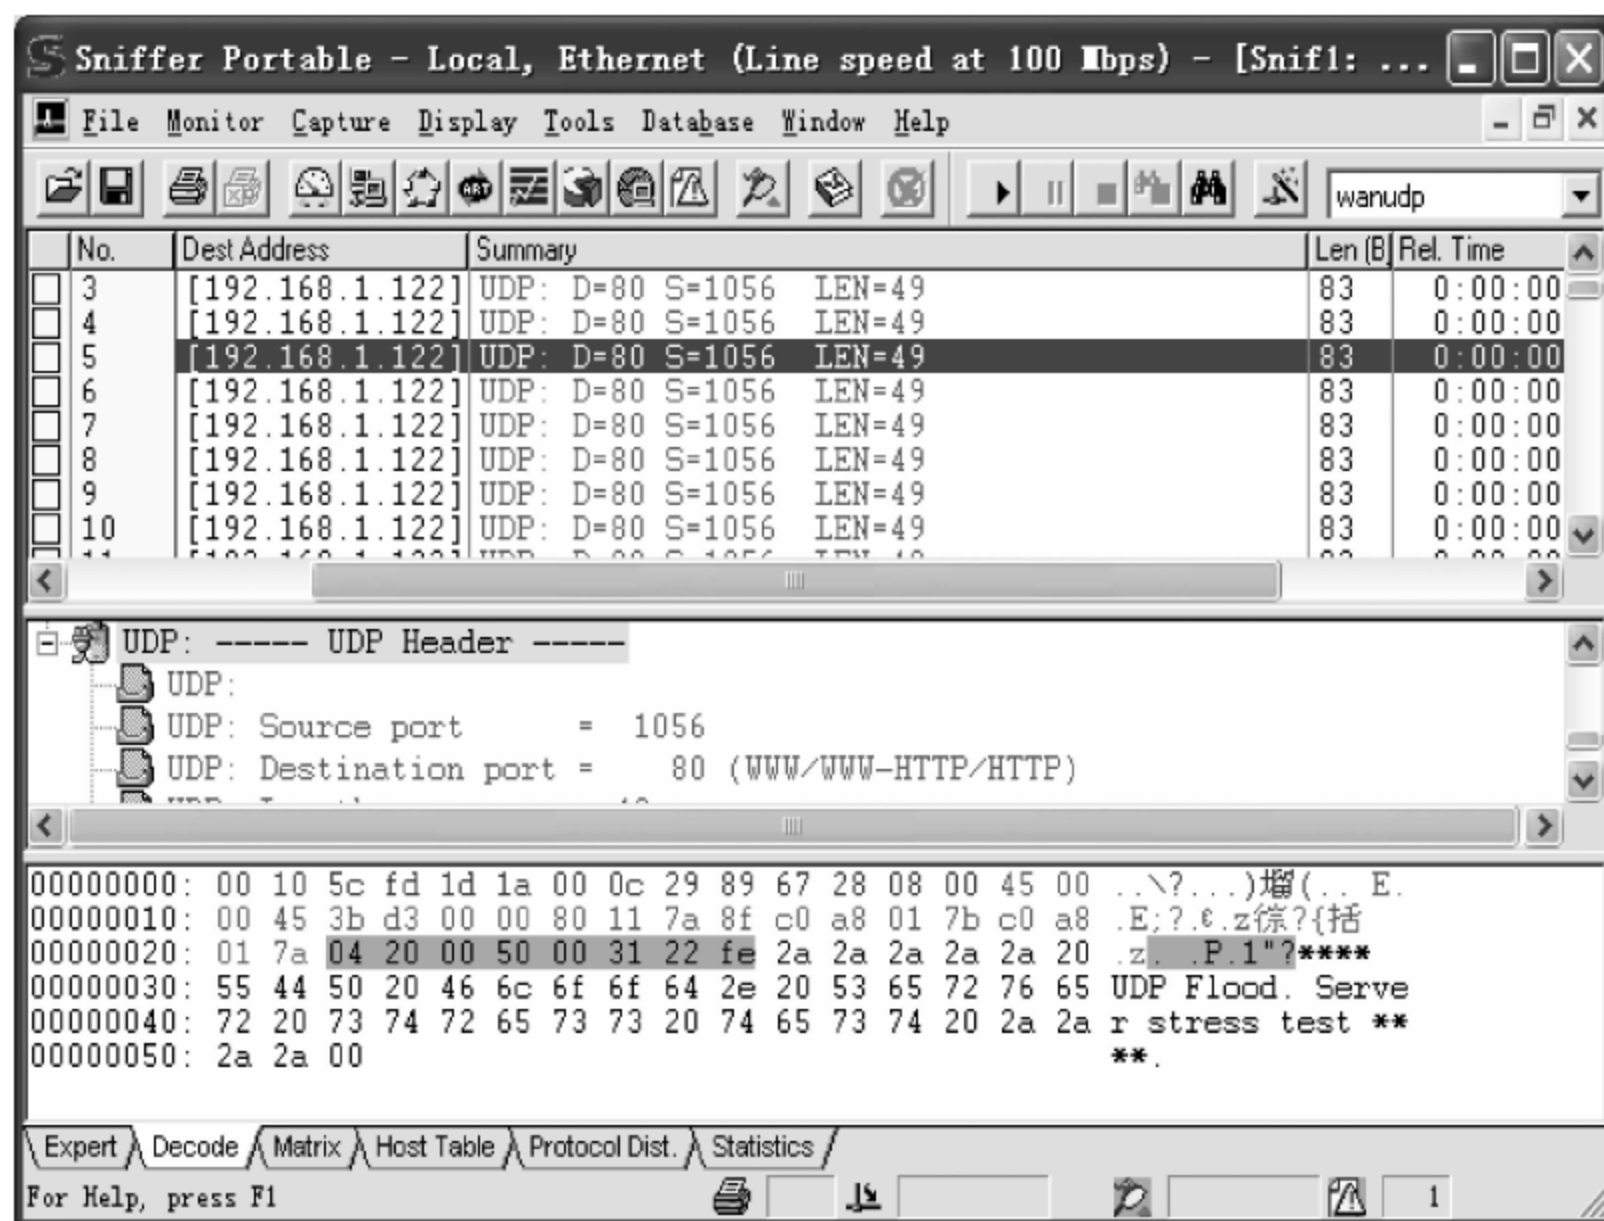 Sniffer Portable - Local, Ethernet (Line speed at 100 Mbps) - [Snif1: ...
File Monitor Capture Display Tools Database Window Help
wanudp
No. Dest Address Summary Len (B) Rel. Time
3 [192.168.1.122] UDP: D=80 S=1056 LEN=49 83 0:00:00
4 [192.168.1.122] UDP: D=80 S=1056 LEN=49 83 0:00:00
5 [192.168.1.122] UDP: D=80 S=1056 LEN=49 83 0:00:00
6 [192.168.1.122] UDP: D=80 S=1056 LEN=49 83 0:00:00
7 [192.168.1.122] UDP: D=80 S=1056 LEN=49 83 0:00:00
8 [192.168.1.122] UDP: D=80 S=1056 LEN=49 83 0:00:00
9 [192.168.1.122] UDP: D=80 S=1056 LEN=49 83 0:00:00
10 [192.168.1.122] UDP: D=80 S=1056 LEN=49 83 0:00:00
UDP: ----- UDP Header -----
UDP:
UDP: Source port = 1056
UDP: Destination port = 80 (WWW/WWW-HTTP/HTTP)
00000000: 00 10 5c fd 1d 1a 00 0c 29 89 67 28 08 00 45 00 ..\?...)塯(.. E.
00000010: 00 45 3b d3 00 00 80 11 7a 8f c0 a8 01 7b c0 a8 .E;?.¢.z徖?{括
00000020: 01 7a 04 20 00 50 00 31 22 fe 2a 2a 2a 2a 2a 20 .z. .P.1"?****
00000030: 55 44 50 20 46 6c 6f 6f 64 2e 20 53 65 72 76 65 UDP Flood. Serve
00000040: 72 20 73 74 72 65 73 73 20 74 65 73 74 20 2a 2a r stress test **
00000050: 2a 2a 00 **.
Expert Decode Matrix Host Table Protocol Dist. Statistics
For Help, press F1 1